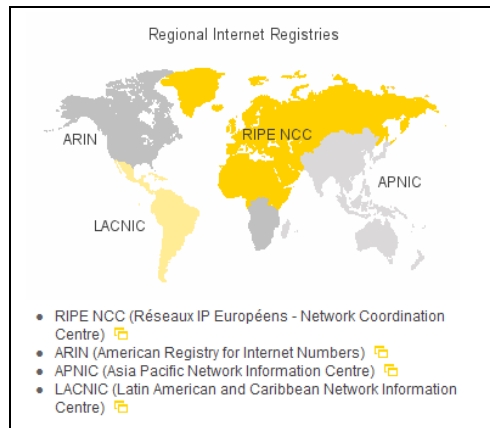 Regional Internet Registries
ARIN
RIPE NCC
APNIC
LACNIC
RIPE NCC (Réseaux IP Européens - Network Coordination
Centre)
ARIN (American Registry for Internet Numbers)
APNIC (Asia Pacific Network Information Centre)
LACNIC (Latin American and Caribbean Network Information
Centre)